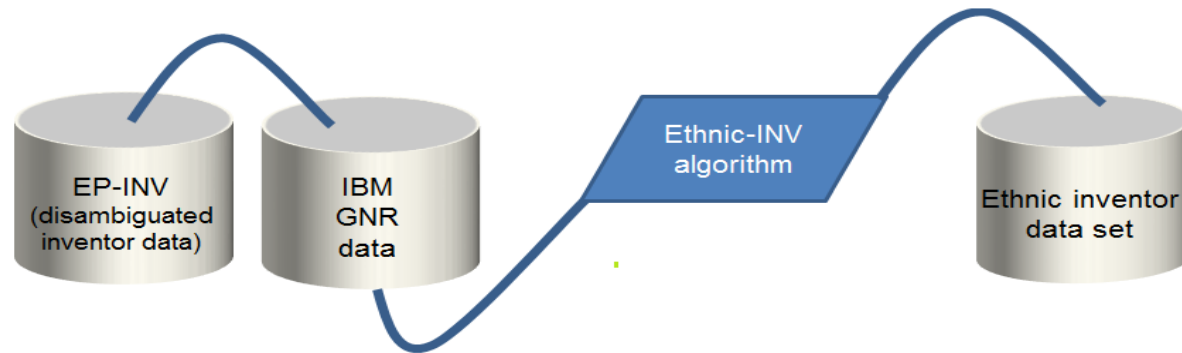 EP-INV
(disambiguated
inventor data)
IBM
GNR
data
Ethnic-INV
algorithm
Ethnic inventor
data set